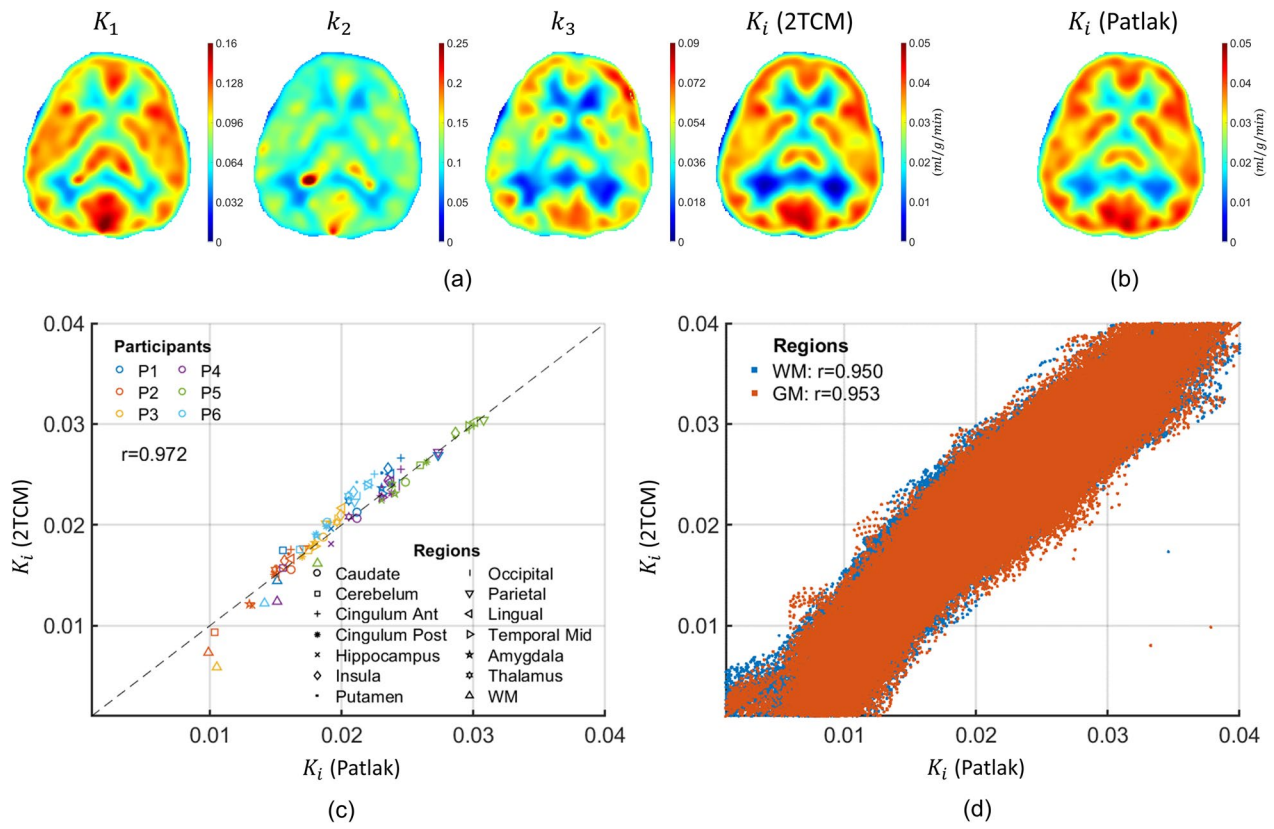 K1 k2 k3 Ki (2TCM) Ki (Patlak)
0.16 0.25 0.09 0.05 0.05
0.128 0.2 0.072 0.04 0.04
0.096 0.15 0.054 0.03 0.03
0.064 0.1 0.036 0.02 0.02
0.032 0.05 0.018 0.01 0.01
0 0 0 0 0
(ml/g/min) (ml/g/min)
(a) (b)
0.04
0.03
0.02
0.01
Ki (2TCM)
Participants
P1 P4
P2 P5
P3 P6
r=0.972
Regions
Caudate Occipital
Cerebelum Parietal
Cingulum Ant Lingual
Cingulum Post Temporal Mid
Hippocampus Amygdala
Insula Thalamus
Putamen WM
0.01 0.02 0.03 0.04
Ki (Patlak)
(c)
0.04
0.03
0.02
0.01
Ki (2TCM)
Regions
WM: r=0.950
GM: r=0.953
0.01 0.02 0.03 0.04
Ki (Patlak)
(d)